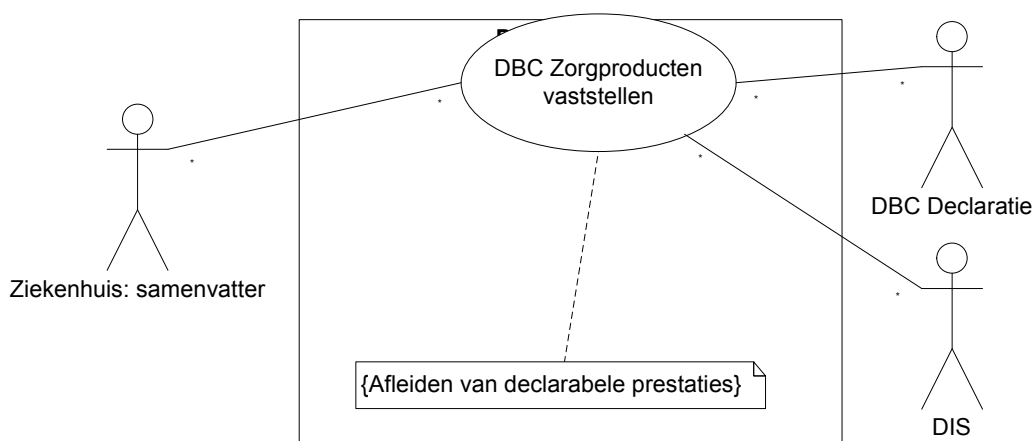 DBC Zorgproducten
vaststellen
*
*
*
*
*
*
DBC Declaratie
Ziekenhuis: samenvatter
{Afleiden van declarabele prestaties}
DIS